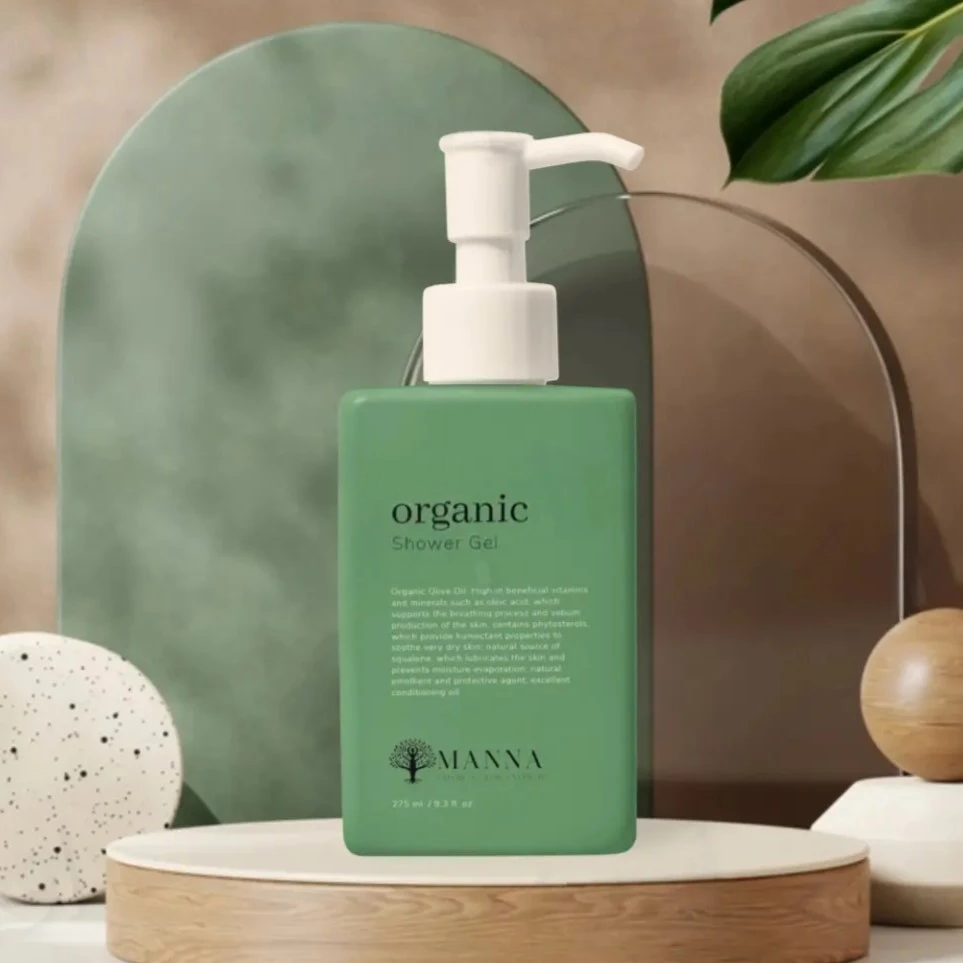 organic
Shower Gel
Organic Olive Oil: High in beneficial vitamins
and minerals such as oleic acid, which
supports the breathing process and sebum
production of the skin, contains phytosterols,
which provide humectant properties to
soothe very dry skin; natural source of
squalene, which lubricates the skin and
prevents moisture evaporation; natural
emollient and protective agent, excellent
conditioning oil
MANNA
275 ml / 9.3 fl oz